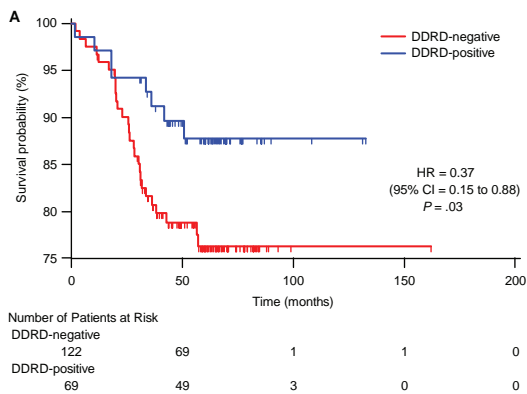 A
DDRD-negative
DDRD-positive
100
95
90
85
80
75
Survival probability (%)
HR = 0.37
(95% CI = 0.15 to 0.88)
P = .03
0 50 100 150 200
Time (months)
Number of Patients at Risk
DDRD-negative
122 69 1 1 0
DDRD-positive
69 49 3 0 0